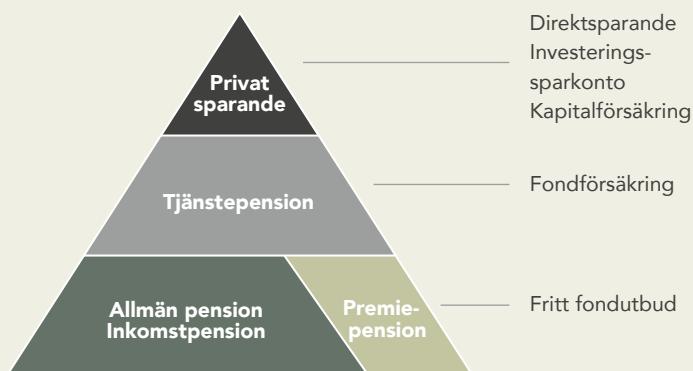 Privat
sparande
Direktsparande
Investerings-
sparkonto
Kapitalförsäkring
Tjänstepension
Fondförsäkring
Allmän pension
Inkomstpension
Premie-
pension
Fritt fondutbud